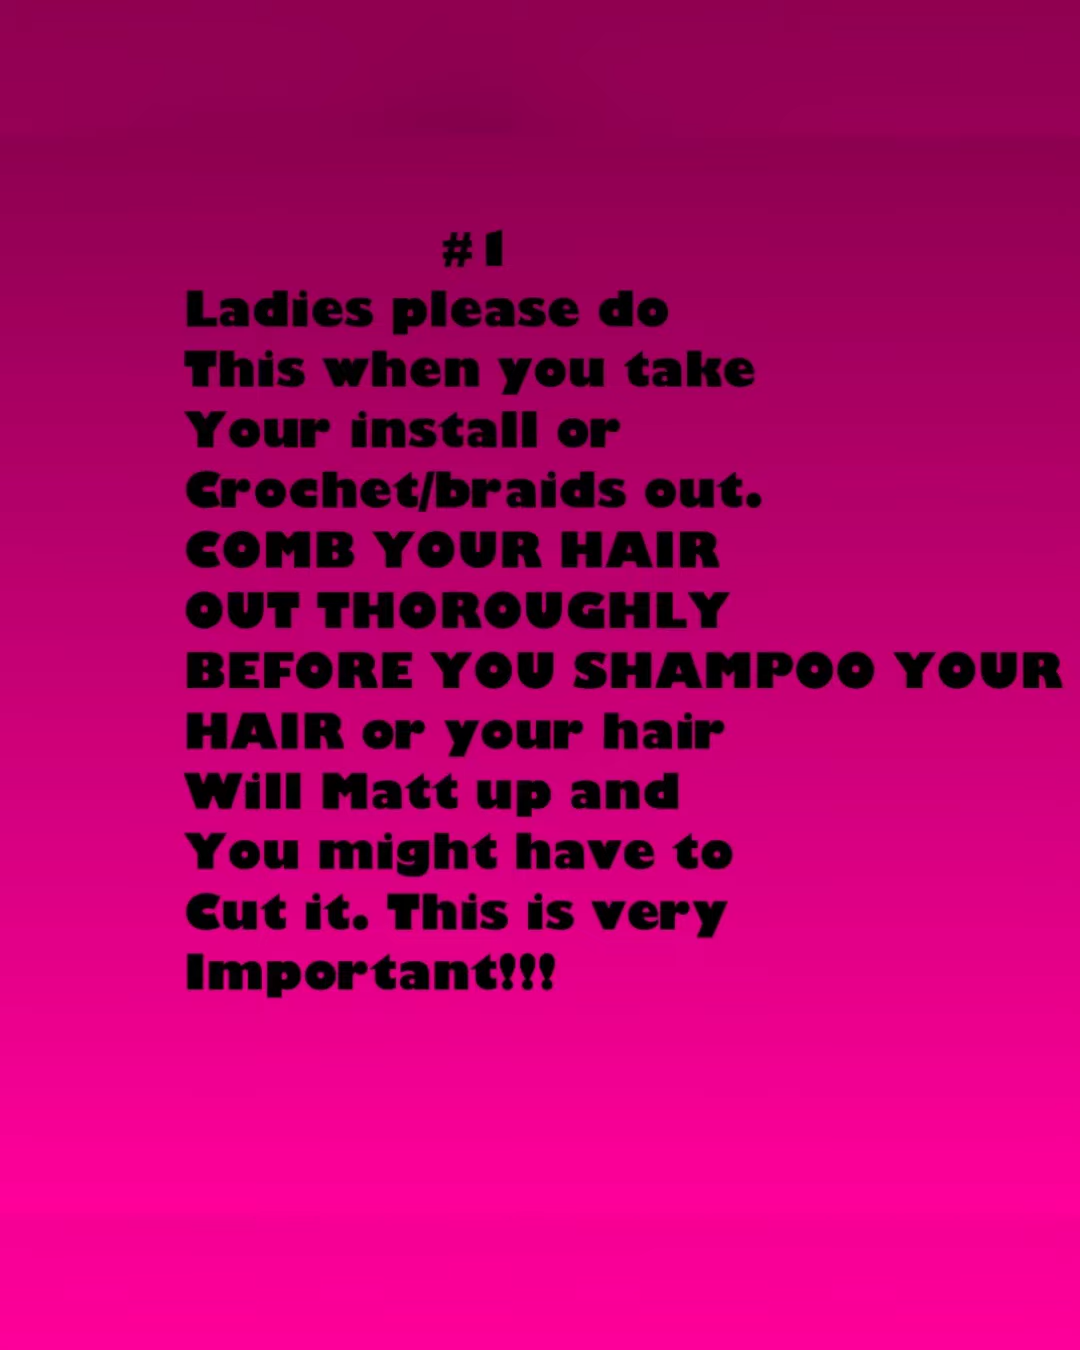 #1
Ladies please do
This when you take
Your install or
Crochet/braids out.
COMB YOUR HAIR
OUT THOROUGHLY
BEFORE YOU SHAMPOO YOUR
HAIR or your hair
Will Matt up and
You might have to
Cut it. This is very
Important!!!